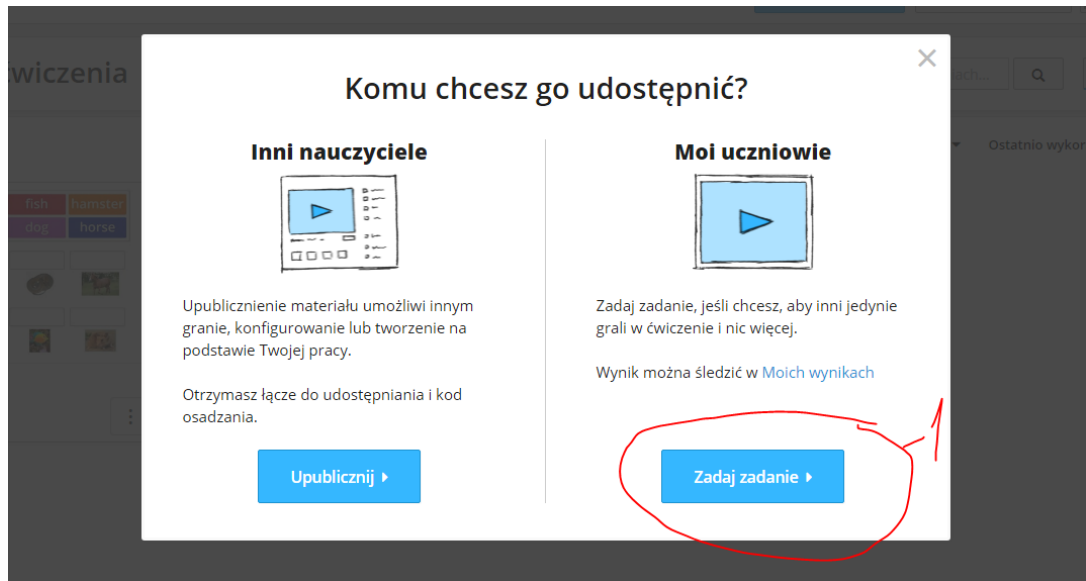 ćwiczenia
Komu chcesz go udostępnić?
Inni nauczyciele
Moi uczniowie
Ostatnio wykor
fish
hamster
dog
horse
Upublicznienie materiału umożliwi innym
granie, konfigurowanie lub tworzenie na
podstawie Twojej pracy.
Otrzymasz łącze do udostępniania i kod
osadzania.
Upublicznij
Zadaj zadanie, jeśli chcesz, aby inni jedynie
grali w ćwiczenie i nic więcej.
Wynik można śledzić w Moich wynikach
Zadaj zadanie
1